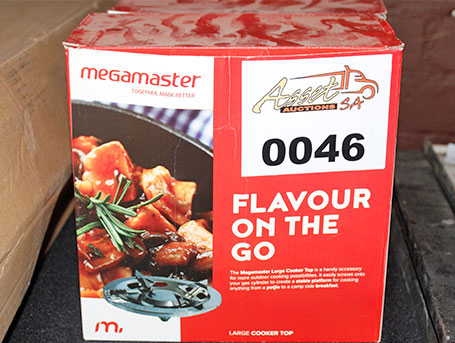 megamaster
TOGETHER, MADE BETTER
Asset
AUCTIONS SA
0046
FLAVOUR
ON THE
GO
The Megamaster Large Cooker Top is a handy accessory
for more outdoor cooking possibilities. It easily screws onto
your gas cylinder to create a stable platform for cooking
anything from a potjie to a camp side breakfast.
m
LARGE COOKER TOP